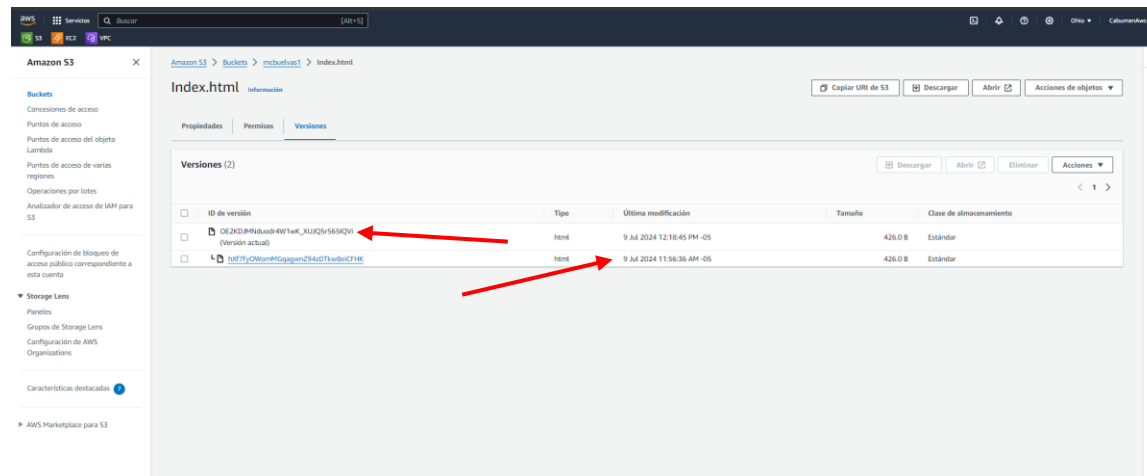 aws
Servicios
Buscar
[Alt+S]
Ohio
CabumenAws
S3
EC2
VPC
Amazon S3
Buckets
Concesiones de acceso
Puntos de acceso
Puntos de acceso del objeto
Lambda
Puntos de acceso de varias
regiones
Operaciones por lotes
Analizador de acceso de IAM para
S3
Configuración de bloqueo de
acceso público correspondiente a
esta cuenta
Storage Lens
Paneles
Grupos de Storage Lens
Configuración de AWS
Organizations
Características destacadas 7
AWS Marketplace para S3
Amazon S3 > Buckets > mcbuelvas1 > Index.html
Index.html Información
Copiar URI de S3
Descargar
Abrir
Acciones de objetos
Propiedades
Permisos
Versiones
Versiones (2)
Descargar
Abrir
Eliminar
Acciones
< 1 >
ID de versión Tipo Última modificación Tamaño Clase de almacenamiento
html 9 Jul 2024 12:18:45 PM -05 426.0 B Estándar
(Versión actual)
html 9 Jul 2024 11:56:36 AM -05 426.0 B Estándar